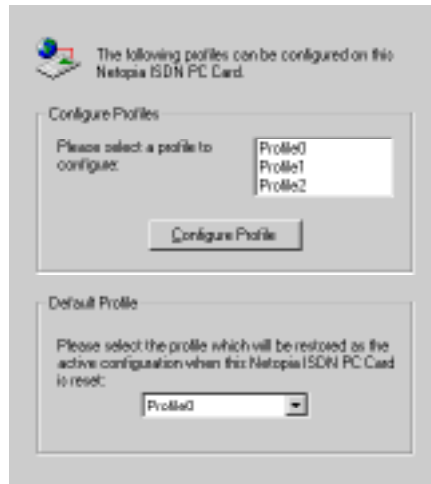 The following profiles can be configured on this
Netopia ISDN PC Card.
Configure Profiles
Please select a profile to
configure:
Profile0
Profile1
Profile2
Configure Profile
Default Profile
Please select the profile which will be restored as the
active configuration when this Netopia ISDN PC Card
is reset:
Profile0